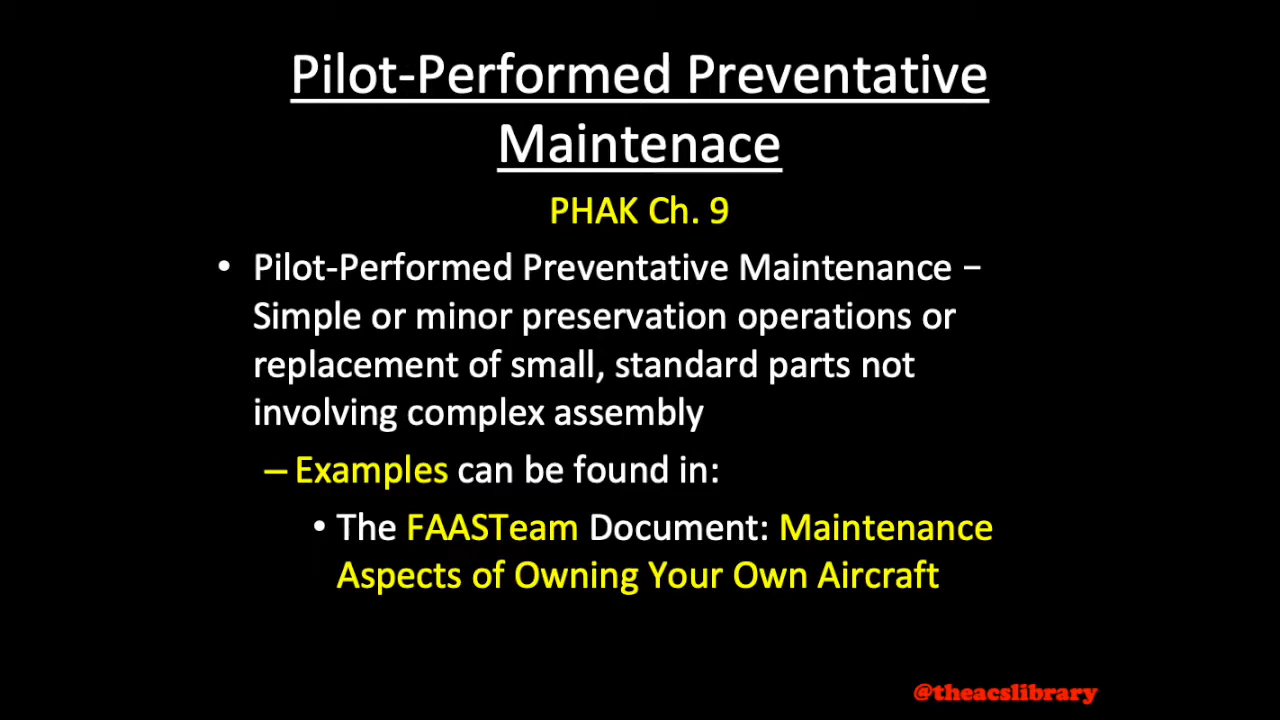 Pilot-Performed Preventative
Maintenace
PHAK Ch. 9
• Pilot-Performed Preventative Maintenance –
Simple or minor preservation operations or
replacement of small, standard parts not
involving complex assembly
– Examples can be found in:
• The FAASTeam Document: Maintenance
Aspects of Owning Your Own Aircraft
@theacslibrary